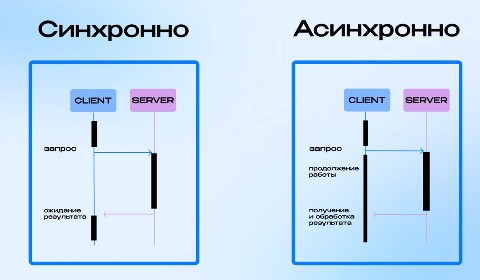 Синхронно
Асинхронно
CLIENT
SERVER
запрос
ожидание
результата
CLIENT
SERVER
запрос
продолжение
работы
получение
и обработка
результата